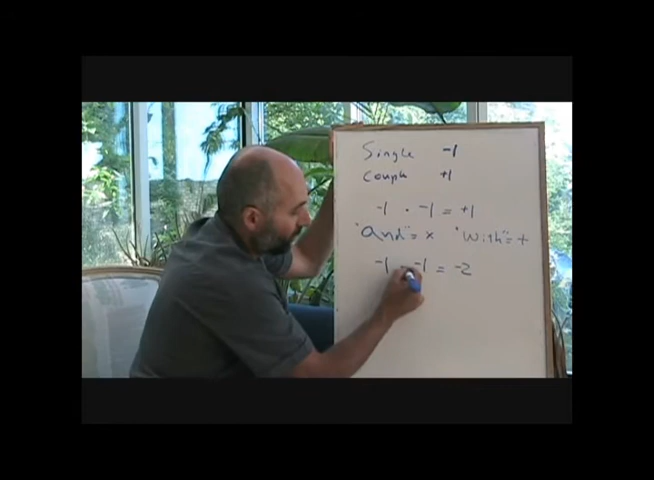 Single -1
Couple +1
-1 · -1 = +1
"And" = x "With" = +
-1 -1 = -2